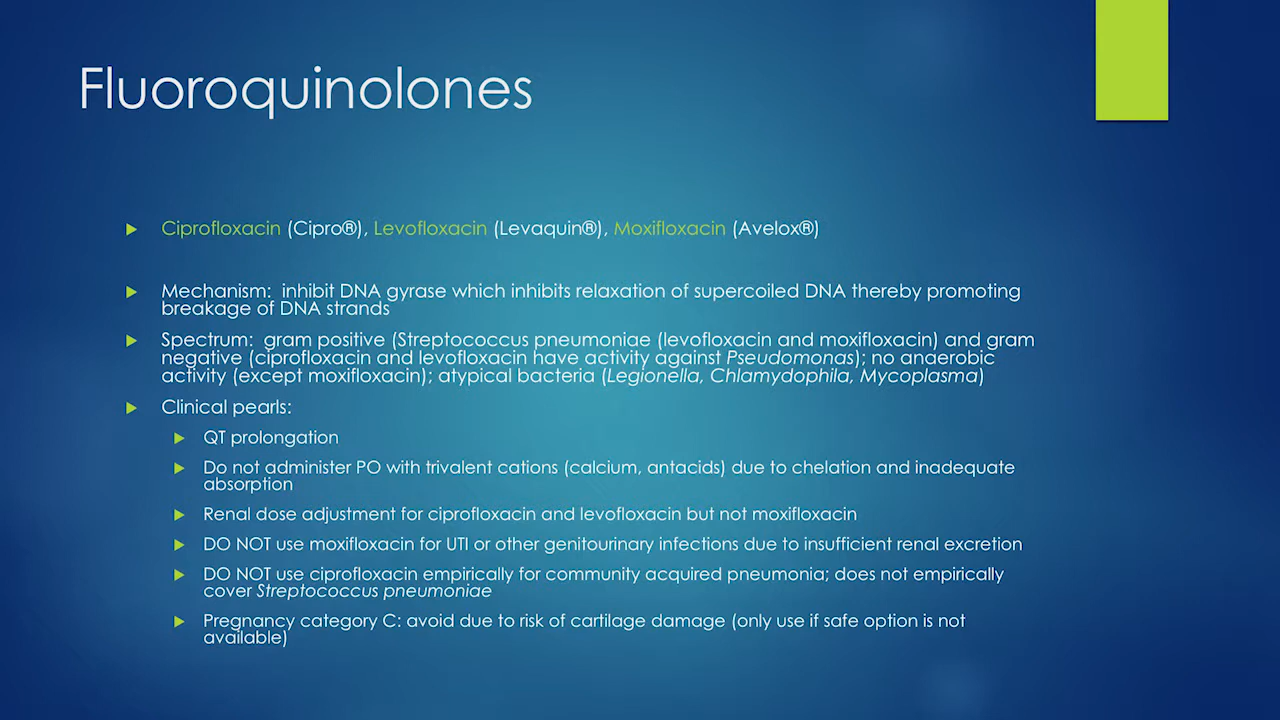 Fluoroquinolones
Ciprofloxacin (Cipro®), Levofloxacin (Levaquin®), Moxifloxacin (Avelox®)
Mechanism: inhibit DNA gyrase which inhibits relaxation of supercoiled DNA thereby promoting
breakage of DNA strands
Spectrum: gram positive (Streptococcus pneumoniae (levofloxacin and moxifloxacin) and gram
negative (ciprofloxacin and levofloxacin have activity against Pseudomonas); no anaerobic
activity (except moxifloxacin); atypical bacteria (Legionella, Chlamydophila, Mycoplasma)
Clinical pearls:
QT prolongation
Do not administer PO with trivalent cations (calcium, antacids) due to chelation and inadequate
absorption
Renal dose adjustment for ciprofloxacin and levofloxacin but not moxifloxacin
DO NOT use moxifloxacin for UTI or other genitourinary infections due to insufficient renal excretion
DO NOT use ciprofloxacin empirically for community acquired pneumonia; does not empirically
cover Streptococcus pneumoniae
Pregnancy category C: avoid due to risk of cartilage damage (only use if safe option is not
available)